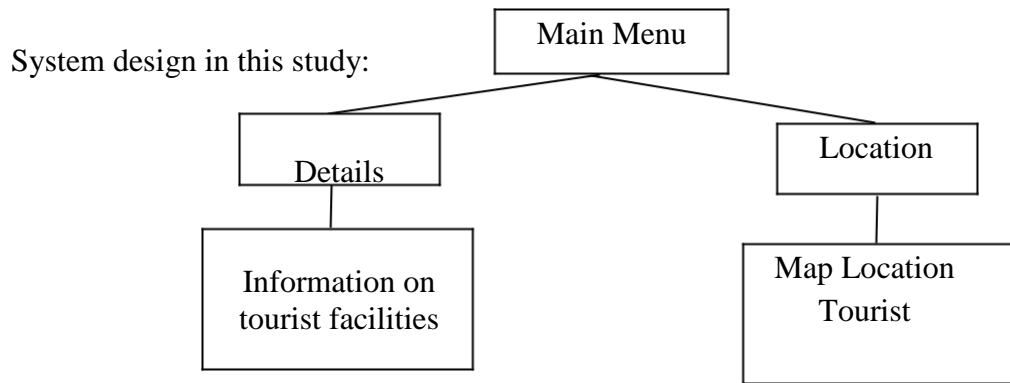 Main Menu
System design in this study:
Details
Location
Information on
tourist facilities
Map Location
Tourist